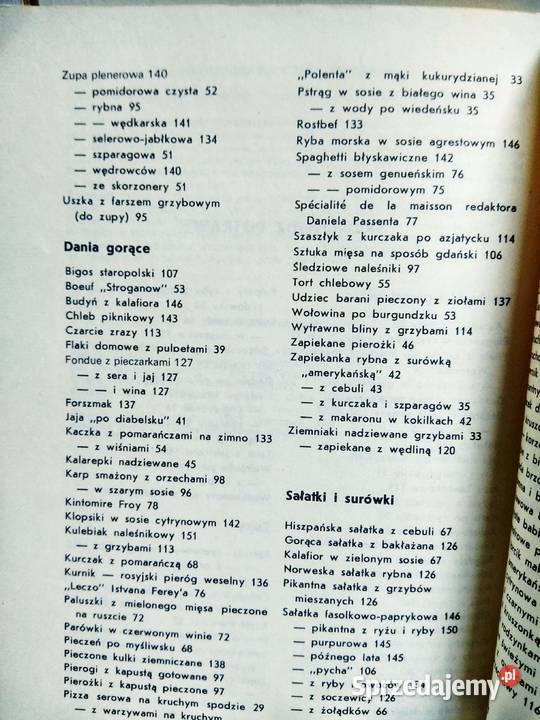 Zupa plenerowa 140
— pomidorowa czysta 52
— rybna 95
— — wędkarska 141
— selerowo-jabłkowa 134
— szparagowa 51
— wędrowców 140
— ze skorzonery 51
Uszka z farszem grzybowym
(do zupy) 95
Dania gorące
Bigos staropolski 107
Boeuf „Stroganow" 53
Budyń z kalafiora 146
Chleb piknikowy 143
Czarcie zrazy 113
Flaki domowe z pulpetami 39
Fondue z pieczarkami 127
— z sera i jaj 127
— — i wina 127
Forszmak 137
Jaja „po diabelsku" 41
Kaczka z pomarańczami na zimno 133
— z wiśniami 54
Kalarepki nadziewane 45
Karp smażony z orzechami 98
— w szarym sosie 96
Kintomire Froy 78
Klopsiki w sosie cytrynowym 142
Kulebiak naleśnikowy 151
— z grzybami 113
Kurczak z pomarańczą 68
Kurnik — rosyjski pieróg weselny 136
„Leczo" Istvana Ferey'a 76
Paluszki z mielonego mięsa pieczone
na ruszcie 72
Parówki w czerwonym winie 72
Pieczeń po myśliwsku 68
Pieczone kulki ziemniaczane 138
Pierogi z kapustą gotowane 97
Pierożki z kapustą pieczone 97
Pizza serowa na kruchym spodzie 29
— z warzywami na kruchym
„Polenta" z mąki kukurydzianej 33
Pstrąg w sosie z białego wina 35
— z wody po wiedeńsku 35
Rostbef 133
Ryba morska w sosie agrestowym 146
Spaghetti błyskawiczne 142
— z sosem genueńskim 76
— — pomidorowym 75
Spécialité de la maisson redaktora
Daniela Passenta 77
Szaszłyk z kurczaka po azjatycku 114
Sztuka mięsa na sposób gdański 106
Śledziowe naleśniki 97
Tort chlebowy 55
Udziec barani pieczony z ziołami 137
Wołowina po burgundzku 53
Wytrawne bliny z grzybami 114
Zapiekane pierożki 46
Zapiekanka rybna z surówką
„amerykańską" 42
— z cebuli 43
— z kurczaka i szparagów 35
— z makaronu w kokilkach 42
Ziemniaki nadziewane grzybami 33
— zapiekane z wędliną 120
Sałatki i surówki
Hiszpańska sałatka z cebuli 67
Gorąca sałatka z bakłażana 126
Kalafior w zielonym sosie 67
Norweska sałatka rybna 126
Pikantna sałatka z grzybów
mieszanych 126
Sałatka fasolkowo-paprykowa 146
— pikantna z ryżu i ryby 150
— purpurowa 145
— późnego lata 145
— „pycha" 106
— z ryby wędzonej
— z soczewicy 126
— z żołądków 66
Sprzedajemy.pl